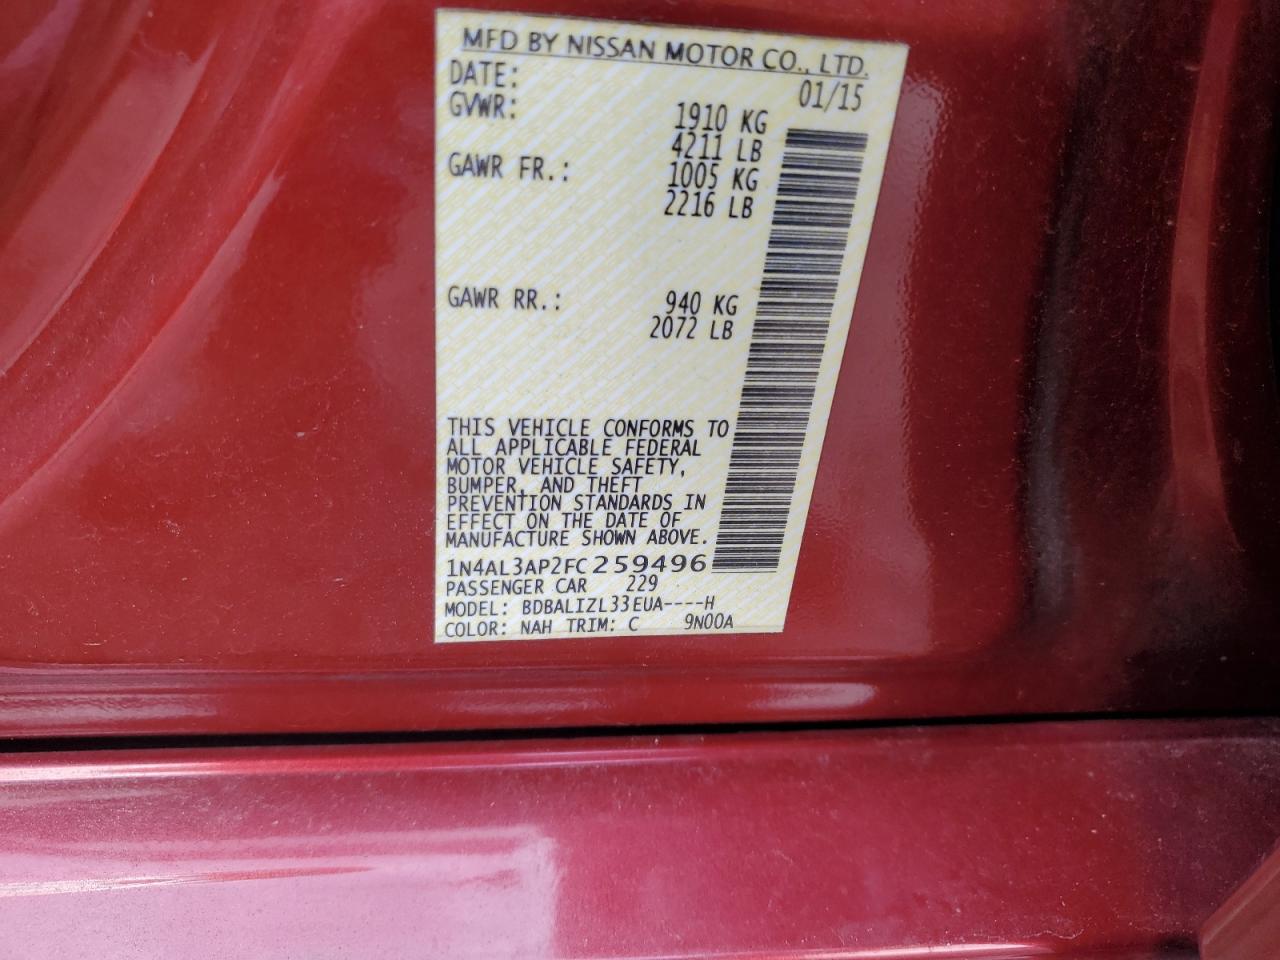 MFD BY NISSAN MOTOR CO., LTD.
DATE: 01/15
GVWR: 1910 KG
4211 LB
GAWR FR.: 1005 KG
2216 LB
GAWR RR.: 940 KG
2072 LB
THIS VEHICLE CONFORMS TO
ALL APPLICABLE FEDERAL
MOTOR VEHICLE SAFETY,
BUMPER, AND THEFT
PREVENTION STANDARDS IN
EFFECT ON THE DATE OF
MANUFACTURE SHOWN ABOVE.
1N4AL3AP2FC259496
PASSENGER CAR 229
MODEL: BDBALIZL33EUA----H
COLOR: NAH TRIM: C 9N00A